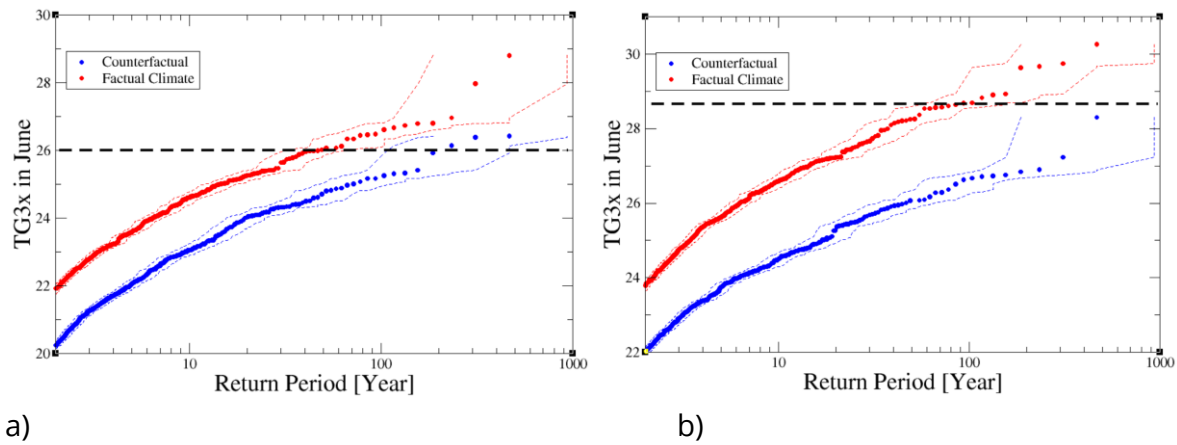 30
28
26
24
22
20
TG3x in June
Counterfactual
Factual Climate
10
100
1000
Return Period [Year]
a)
30
28
26
24
22
TG3x in June
Counterfactual
Factual Climate
10
100
1000
Return Period [Year]
b)